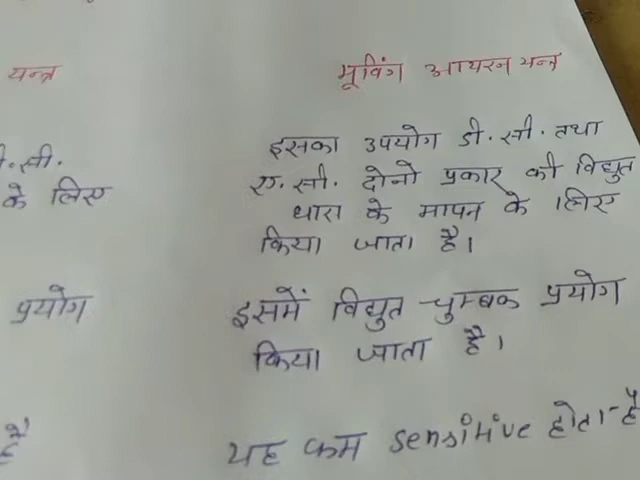 यन्त्र
मूविंग आयरन यन्त्र
सी.
के लिए
इसका उपयोग डी.सी. तथा
ए.सी. दोनो प्रकार की विद्युत
धारा के मापन के लिए
किया जाता है।
प्रयोग
इसमें विद्युत चुम्बक प्रयोग
किया जाता है।
है
यह कम sensitive होता है